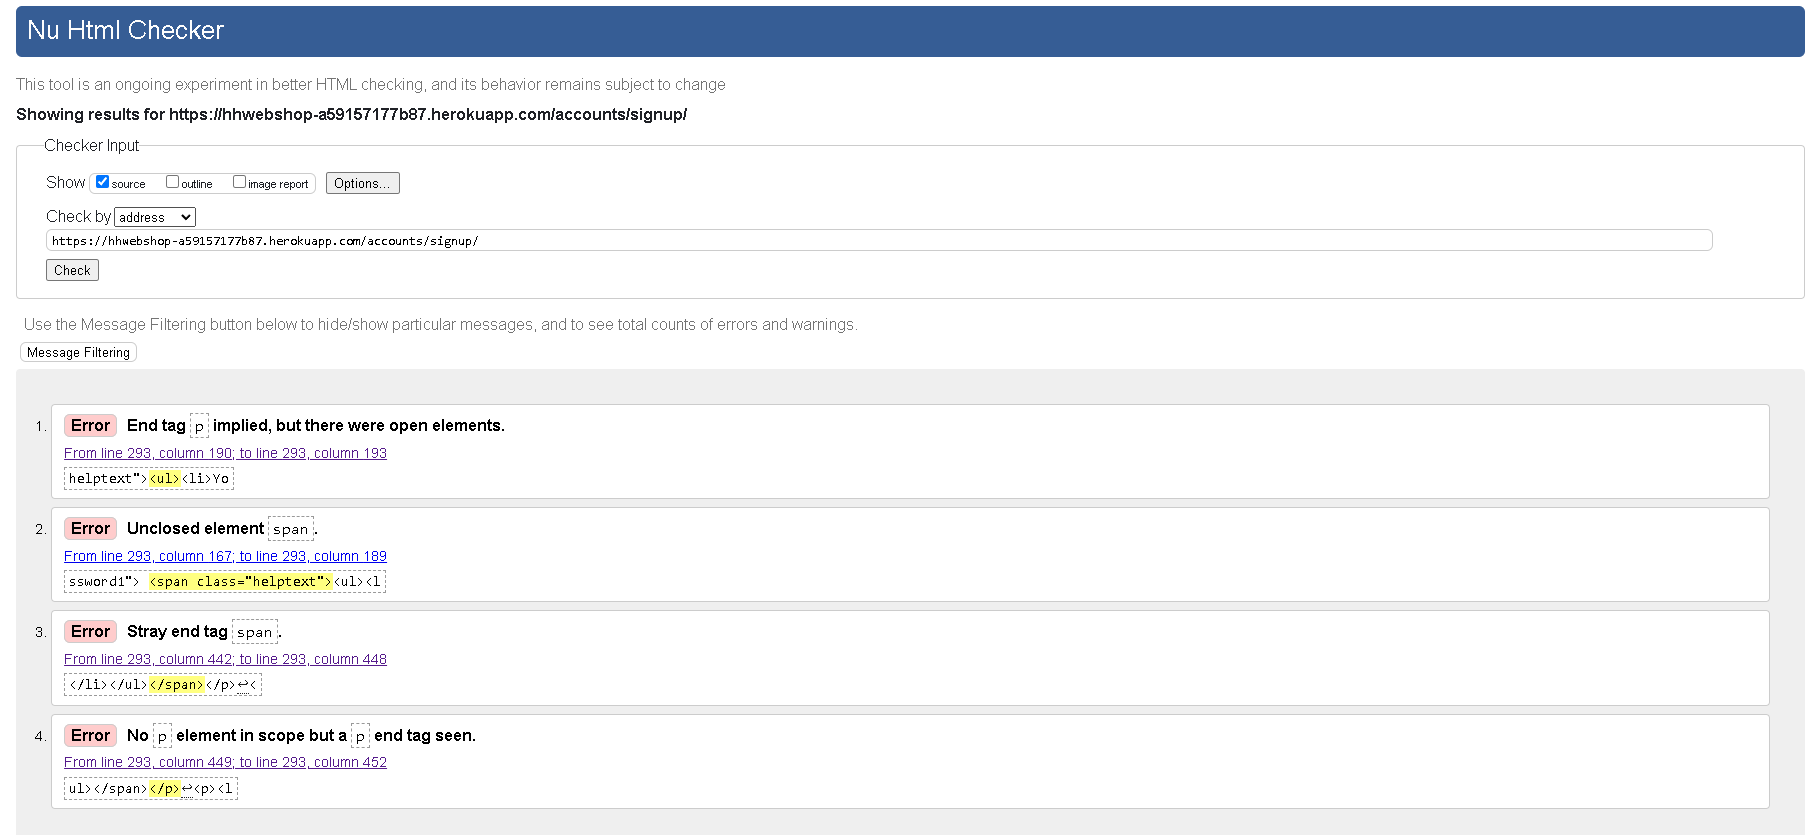 Nu Html Checker
This tool is an ongoing experiment in better HTML checking, and its behavior remains subject to change
Showing results for https://hhwebshop-a59157177b87.herokuapp.com/accounts/signup/
Checker Input
Show source outline image report Options...
Check by address
https://hhwebshop-a59157177b87.herokuapp.com/accounts/signup/
Check
Use the Message Filtering button below to hide/show particular messages, and to see total counts of errors and warnings.
Message Filtering
1. Error End tag p implied, but there were open elements.
From line 293, column 190; to line 293, column 193
helptext"><ul><li>Yo
2. Error Unclosed element span.
From line 293, column 167; to line 293, column 189
ssword1"> <span class="helptext"><ul><l
3. Error Stray end tag span.
From line 293, column 442; to line 293, column 448
</li></ul></span></p>↩<
4. Error No p element in scope but a p end tag seen.
From line 293, column 449; to line 293, column 452
ul></span></p>↩<p><l